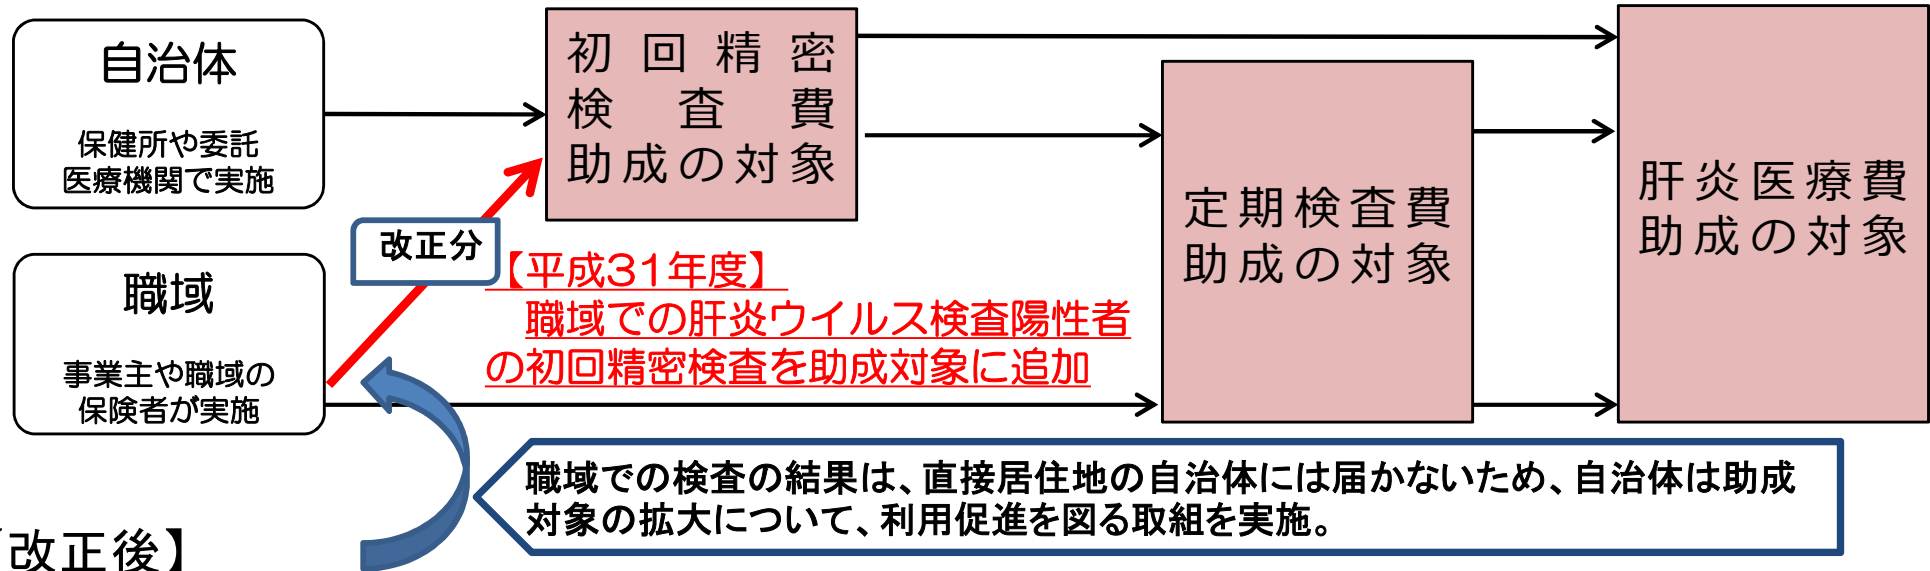 自治体
保健所や委託
医療機関で実施
初回精密
検査費
助成の対象
定期検査費
助成の対象
肝炎医療費
助成の対象
改正分
【平成31年度】
職域での肝炎ウイルス検査陽性者
の初回精密検査を助成対象に追加
職域
事業主や職域の
保険者が実施
職域での検査の結果は、直接居住地の自治体には届かないため、自治体は助成
対象の拡大について、利用促進を図る取組を実施。
【改正後】